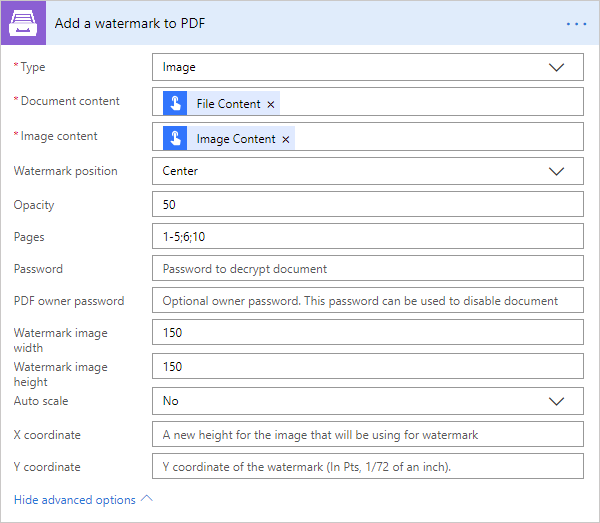 Add a watermark to PDF
* Type
Image
* Document content
File Content ×
* Image content
Image Content ×
Watermark position
Center
Opacity
50
Pages
1-5;6;10
Password
Password to decrypt document
PDF owner password
Optional owner password. This password can be used to disable document
Watermark image
width
150
Watermark image
height
150
Auto scale
No
X coordinate
A new height for the image that will be using for watermark
Y coordinate
Y coordinate of the watermark (In Pts, 1/72 of an inch).
Hide advanced options